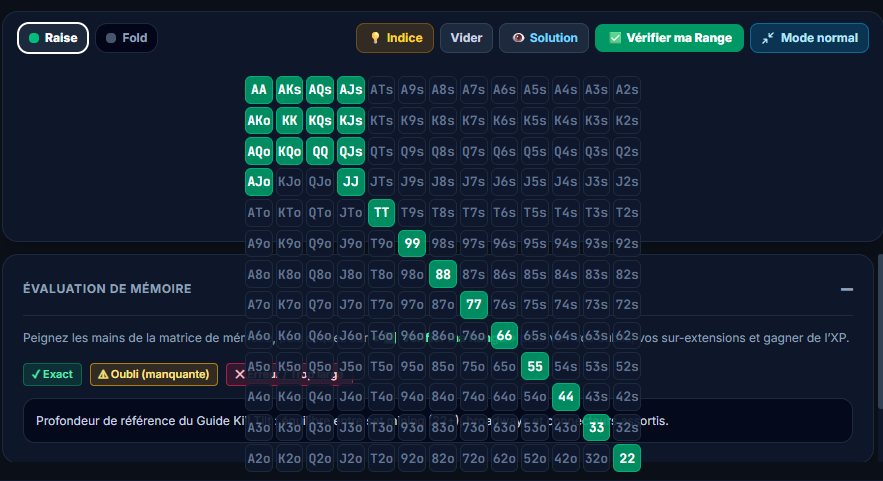 Raise Fold 💡 Indice Vider 👁 Solution ✅ Vérifier ma Range Mode normal
AA AKs AQs AJs ATs A9s A8s A7s A6s A5s A4s A3s A2s
AKo KK KQs KJs KTs K9s K8s K7s K6s K5s K4s K3s K2s
AQo KQo QQ QJs QTs Q9s Q8s Q7s Q6s Q5s Q4s Q3s Q2s
AJo KJo QJo JJ JTs J9s J8s J7s J6s J5s J4s J3s J2s
ATo KTo QTo JTo TT T9s T8s T7s T6s T5s T4s T3s T2s
A9o K9o Q9o J9o T9o 99 98s 97s 96s 95s 94s 93s 92s
A8o K8o Q8o J8o T8o 98o 88 87s 86s 85s 84s 83s 82s
ÉVALUATION DE MÉMOIRE
A7o K7o Q7o J7o T7o 97o 87o 77 76s 75s 74s 73s 72s
Peignez les mains de la matrice de vos sur-extensions et gagner de l'XP.
A6o K6o Q6o J6o T6o 96o 86o 76o 66 65s 64s 63s 62s
✓ Exact ⚠ Oubli (manquante) ✕
A5o K5o Q5o J5o T5o 95o 85o 75o 65o 55 54s 53s 52s
A4o K4o Q4o J4o T4o 94o 84o 74o 64o 54o 44 43s 42s
Profondeur de référence du Guide
A3o K3o Q3o J3o T3o 93o 83o 73o 63o 53o 43o 33 32s
A2o K2o Q2o J2o T2o 92o 82o 72o 62o 52o 42o 32o 22